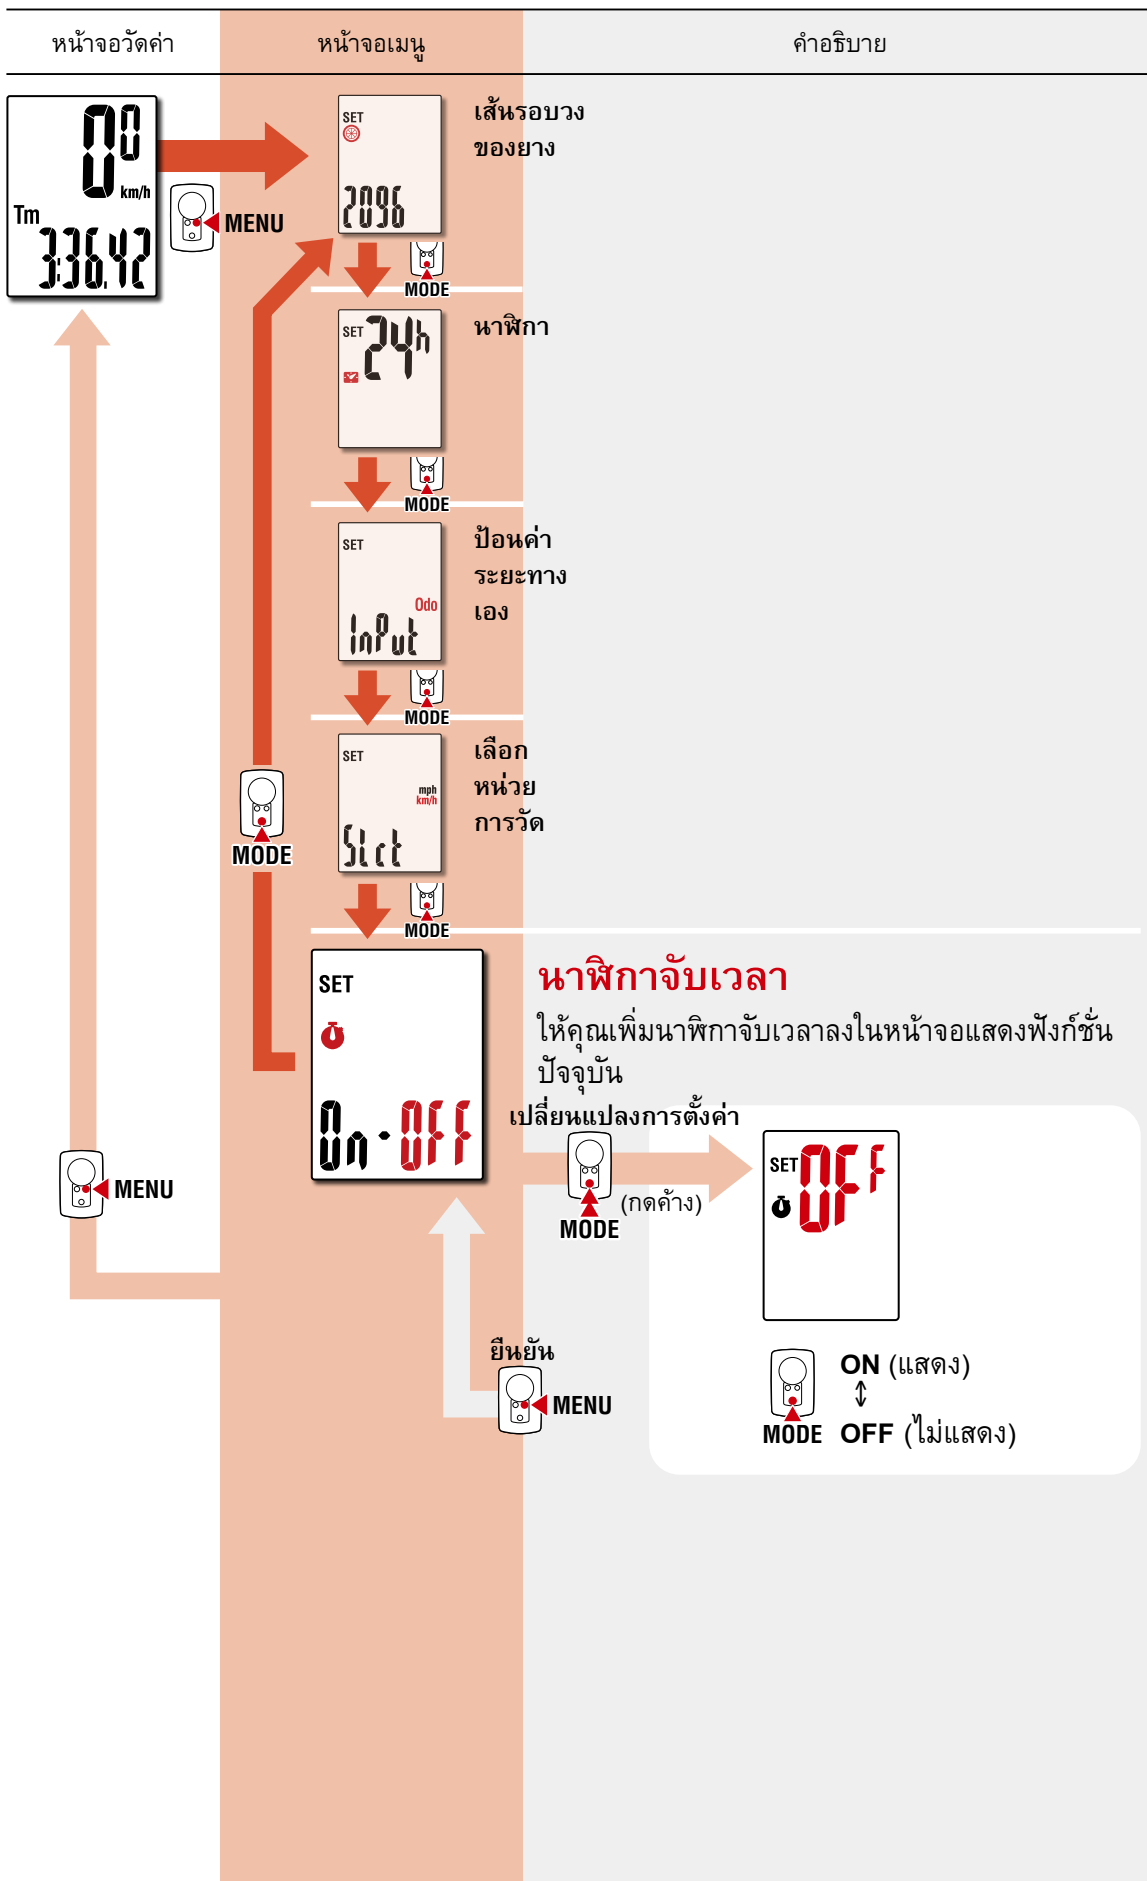 หน้าจอวัดค่า
หน้าจอเมนู
คำอธิบาย
0 0
km/h
Tm
3:36.42
MENU
SET
2096
เส้นรอบวง
ของยาง
MODE
SET
24h
นาฬิกา
MODE
SET
Odo
InPut
ป้อนค่า
ระยะทาง
เอง
MODE
SET
mph
km/h
Slct
เลือก
หน่วย
การวัด
MODE
MODE
SET
On-OFF
นาฬิกาจับเวลา
ให้คุณเพิ่มนาฬิกาจับเวลาลงในหน้าจอแสดงฟังก์ชั่น
ปัจจุบัน
เปลี่ยนแปลงการตั้งค่า
(กดค้าง)
MODE
SET
OFF
MENU
ยืนยัน
MENU
ON (แสดง)
↕
MODE OFF (ไม่แสดง)